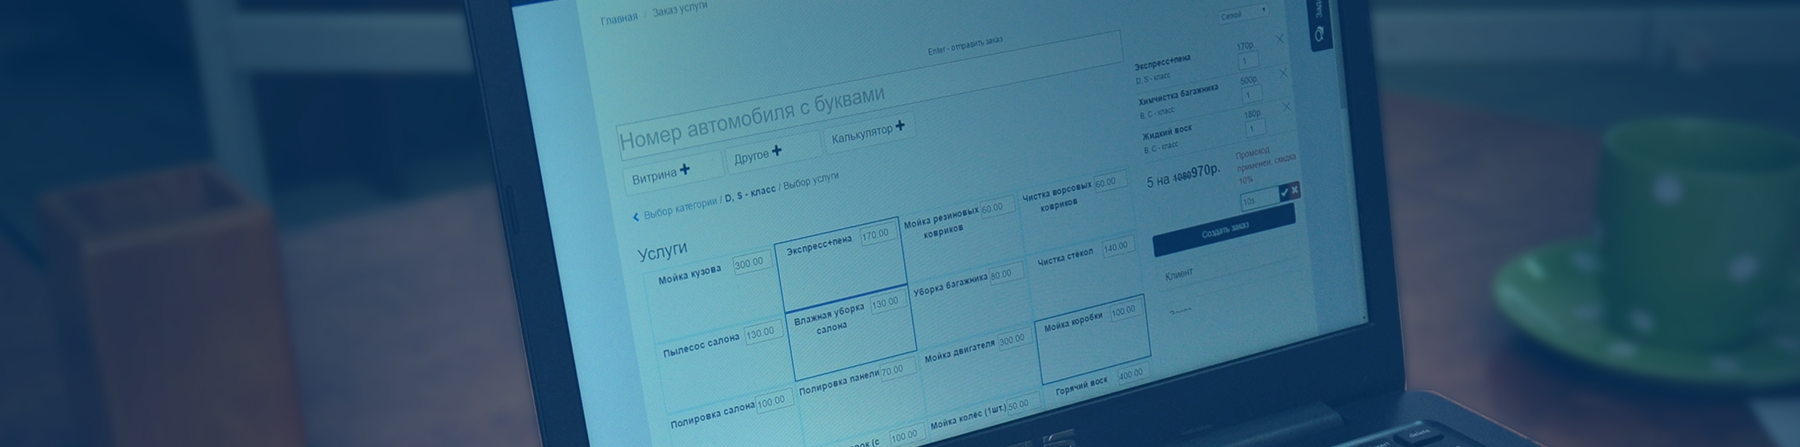 Главная / Заказ услуги
Enter - отправить заказ
Номер автомобиля с буквами
Витрина + Другое + Калькулятор +
Выбор категории / D, S - класс / Выбор услуги
Услуги
Мойка кузова 300.00
Экспресс+пена 170.00
Мойка резиновых ковриков 60.00
Чистка ворсовых ковриков 60.00
Пылесос салона 130.00
Влажная уборка салона 130.00
Уборка багажника 60.00
Чистка стекол 140.00
Полировка салона 100.00
Полировка панели 70.00
Мойка двигателя 300.00
Мойка коробки 100.00
100.00
Мойка колес (1шт.) 50.00
Горячий воск 400.00
Экспресс+пена 170р.
D, S - класс 1
Химчистка багажника 500р.
B, C - класс 1
Жидкий воск 180р.
B, C - класс 1
5 на 1080 970р.
Промокод
применен, скидка
10%
Создать заказ
Клиент